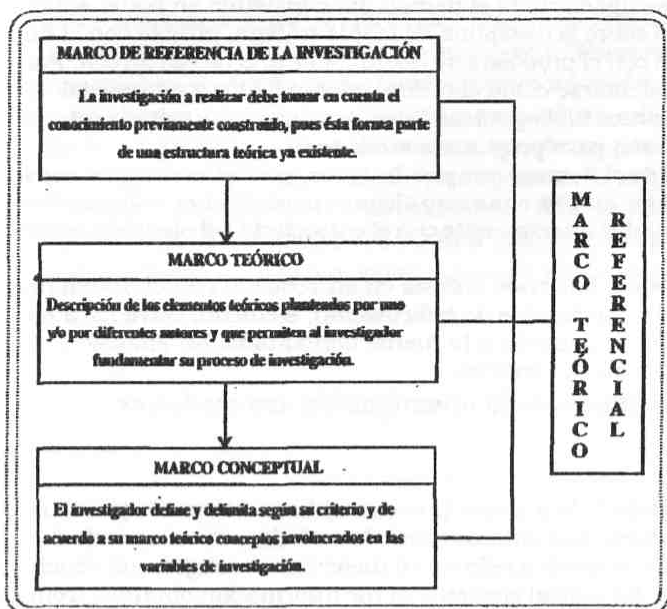 MARCO DE REFERENCIA DE LA INVESTIGACIÓN
La investigación a realizar debe tomar en cuenta el
conocimiento previamente construido, pues ésta forma parte
de una estructura teórica ya existente.
MARCO TEÓRICO
Descripción de los elementos teóricos planteados por uno
y/o por diferentes autores y que permiten al investigador
fundamentar su proceso de investigación.
MARCO CONCEPTUAL
El investigador define y delimita según su criterio y de
acuerdo a su marco teórico conceptos involucrados en las
variables de investigación.
MARCO TEÓRICO
REFERENCIAL